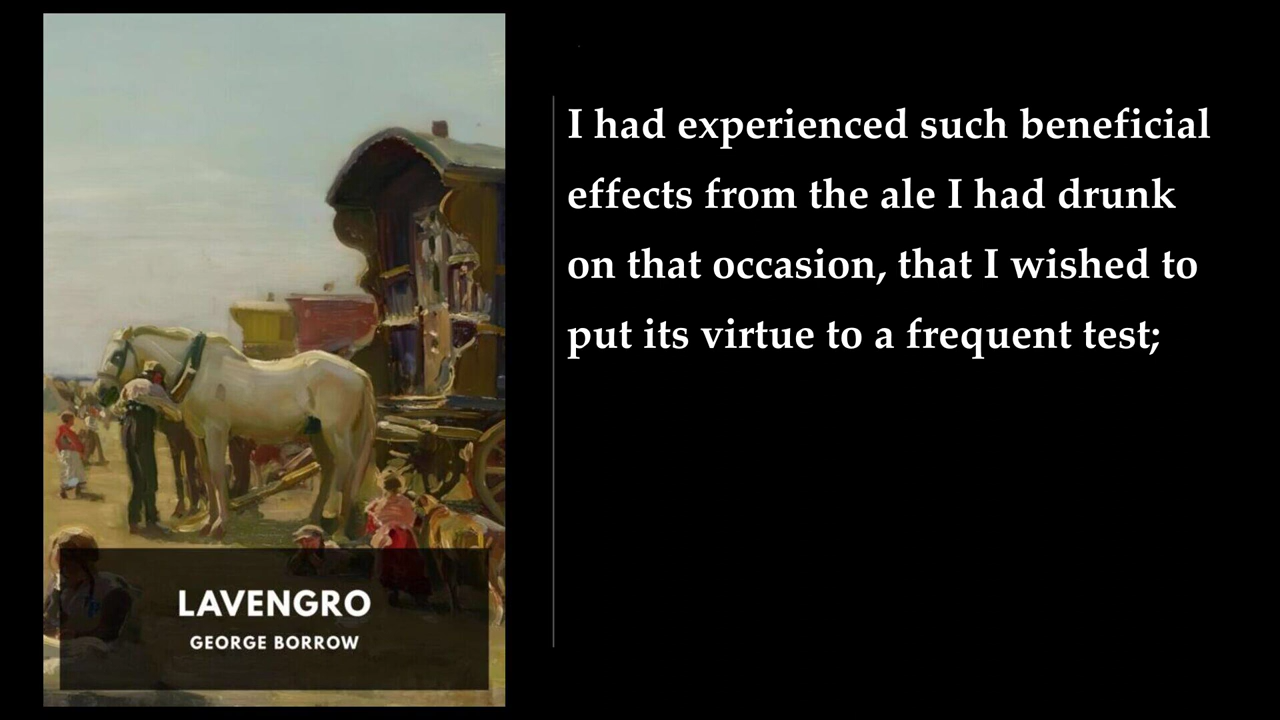 LAVENGRO
GEORGE BORROW
I had experienced such beneficial
effects from the ale I had drunk
on that occasion, that I wished to
put its virtue to a frequent test;